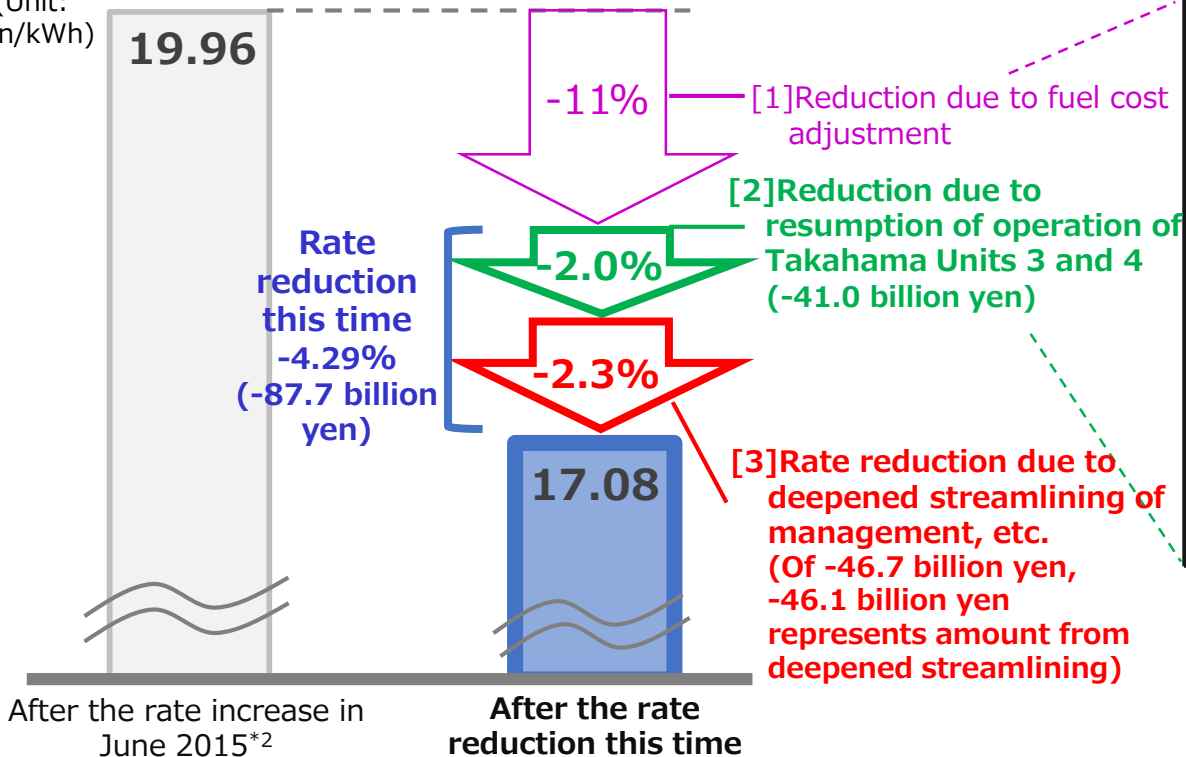 (Unit:
n/kWh)
19.96
-11%
[1]Reduction due to fuel cost
adjustment
[2]Reduction due to
resumption of operation of
Takahama Units 3 and 4
(-41.0 billion yen)
Rate
reduction
this time
-4.29%
(-87.7 billion
yen)
-2.0%
-2.3%
[3]Rate reduction due to
deepened streamlining of
management, etc.
(Of -46.7 billion yen,
-46.1 billion yen
represents amount from
deepened streamlining)
17.08
After the rate increase in
June 2015*2
After the rate
reduction this time